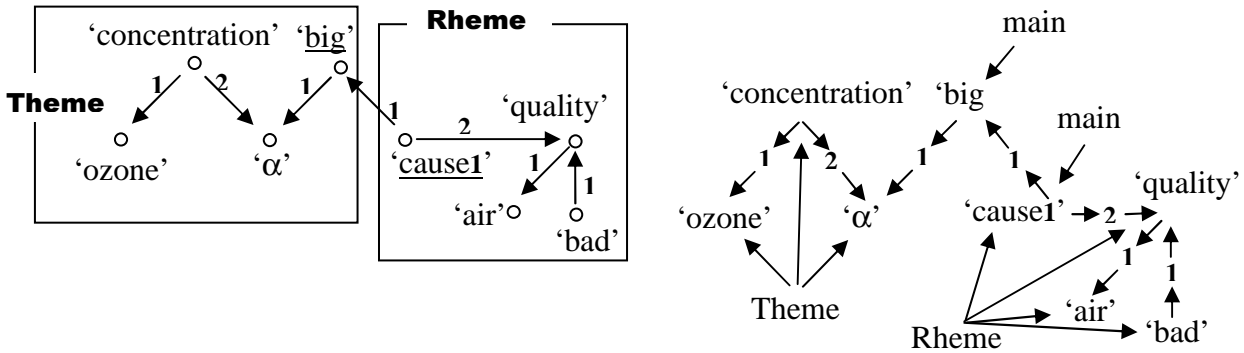 Rheme
‘concentration’ ‘big’
1 2 1
Theme
1
2
‘quality’
‘ozone’ ‘α’
‘cause1’
1
1
‘air’
‘bad’
main
‘concentration’ ‘big
main
1 2 1
1
‘quality’
‘ozone’ ‘α’ ‘cause1’ 2
1
1
Theme
‘air’
Rheme
‘bad’